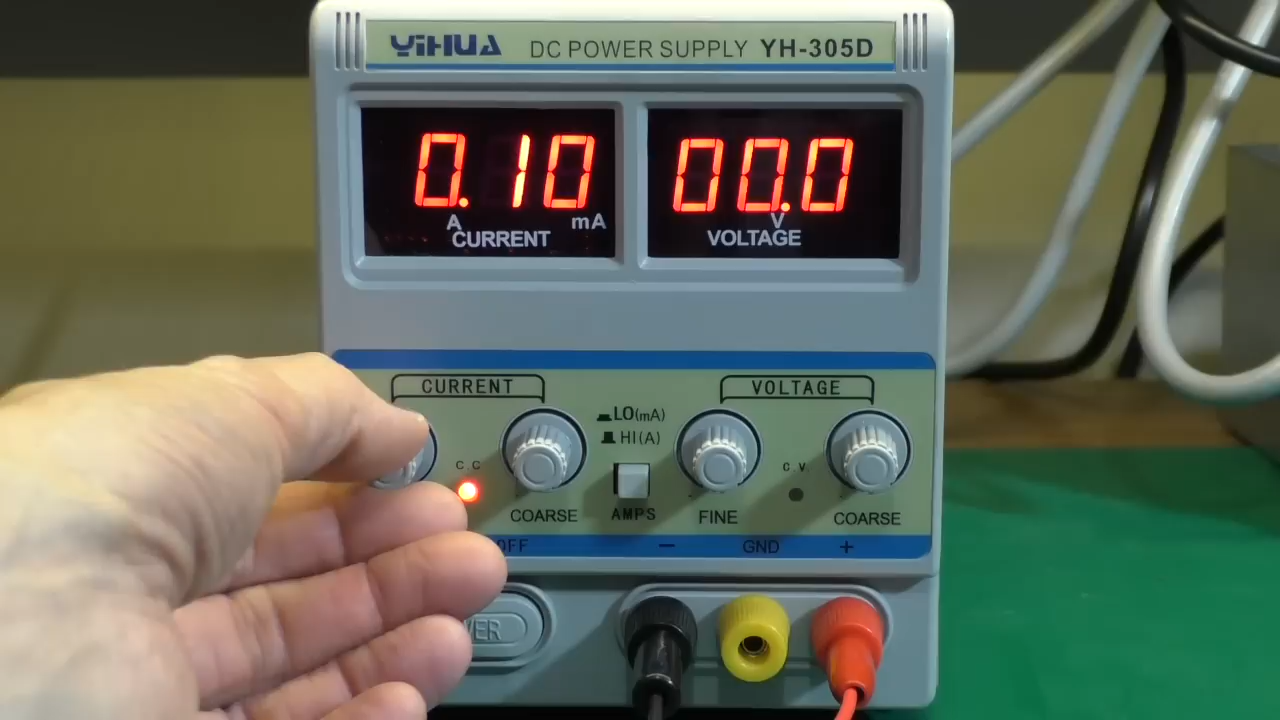 YIHUA DC POWER SUPPLY YH-305D
0.10 00.0
A mA V
CURRENT VOLTAGE
CURRENT VOLTAGE
LO(mA)
HI(A)
C.C C.V.
COARSE AMPS FINE COARSE
OFF − GND +